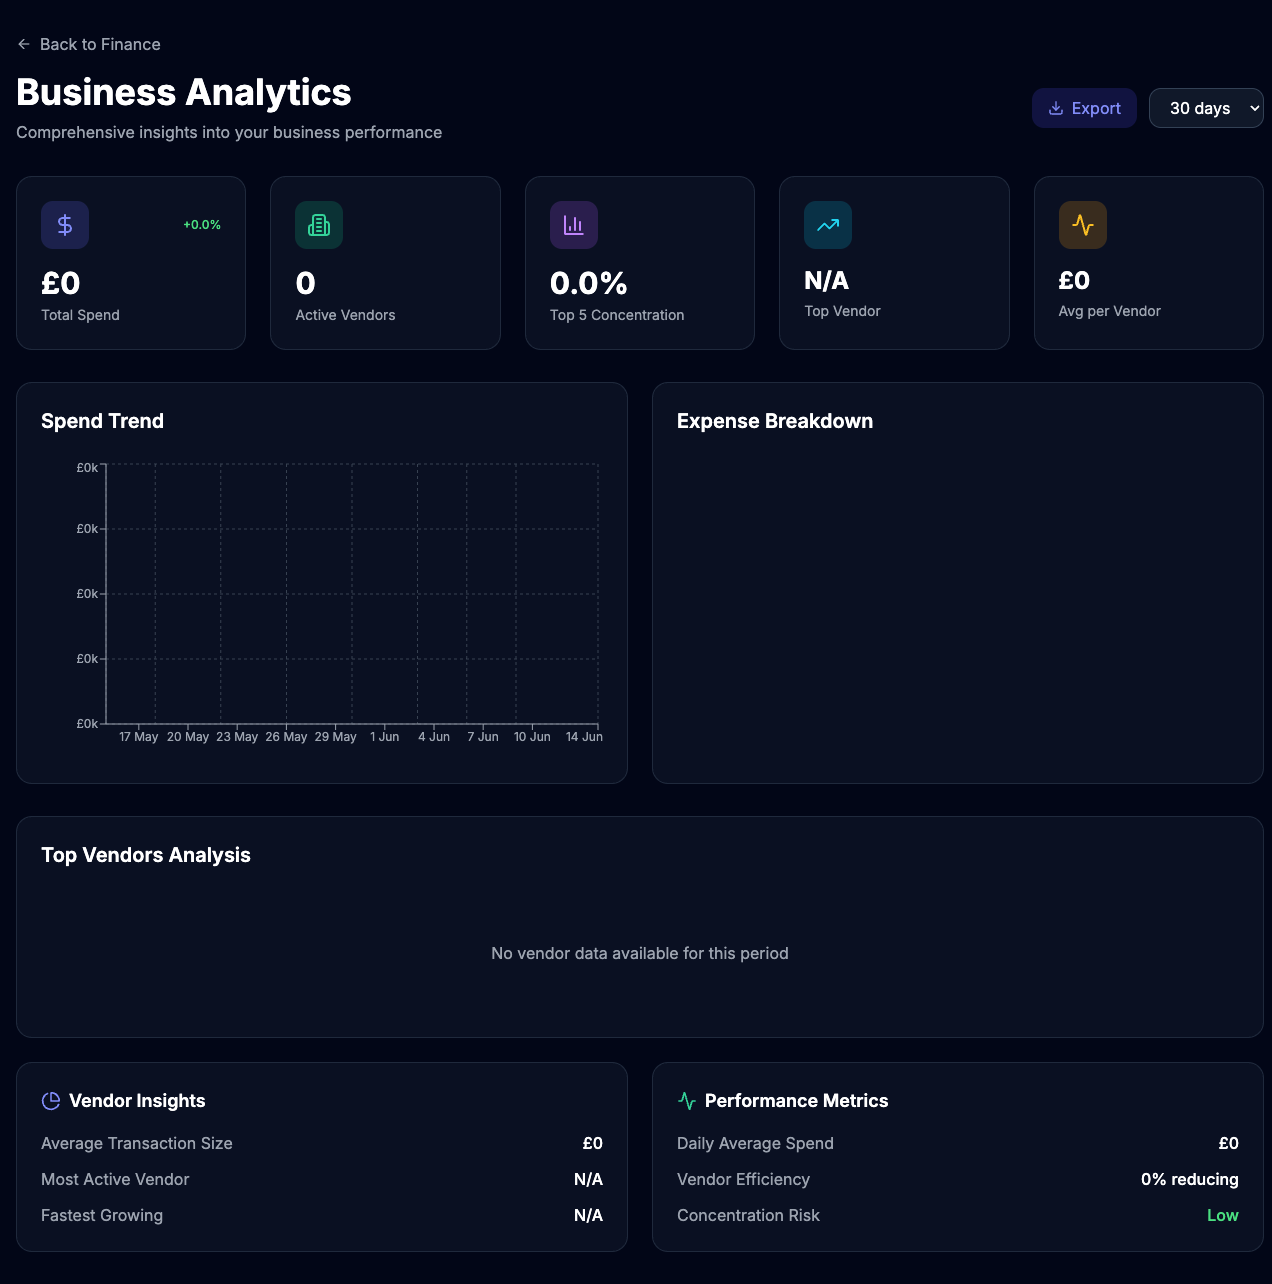 Back to Finance
Business Analytics
Comprehensive insights into your business performance
Export
30 days
+0.0%
£0
Total Spend
0
Active Vendors
0.0%
Top 5 Concentration
N/A
Top Vendor
£0
Avg per Vendor
Spend Trend
£0k
£0k
£0k
£0k
£0k
17 May 20 May 23 May 26 May 29 May 1 Jun 4 Jun 7 Jun 10 Jun 14 Jun
Expense Breakdown
Top Vendors Analysis
No vendor data available for this period
Vendor Insights
Average Transaction Size £0
Most Active Vendor N/A
Fastest Growing N/A
Performance Metrics
Daily Average Spend £0
Vendor Efficiency 0% reducing
Concentration Risk Low